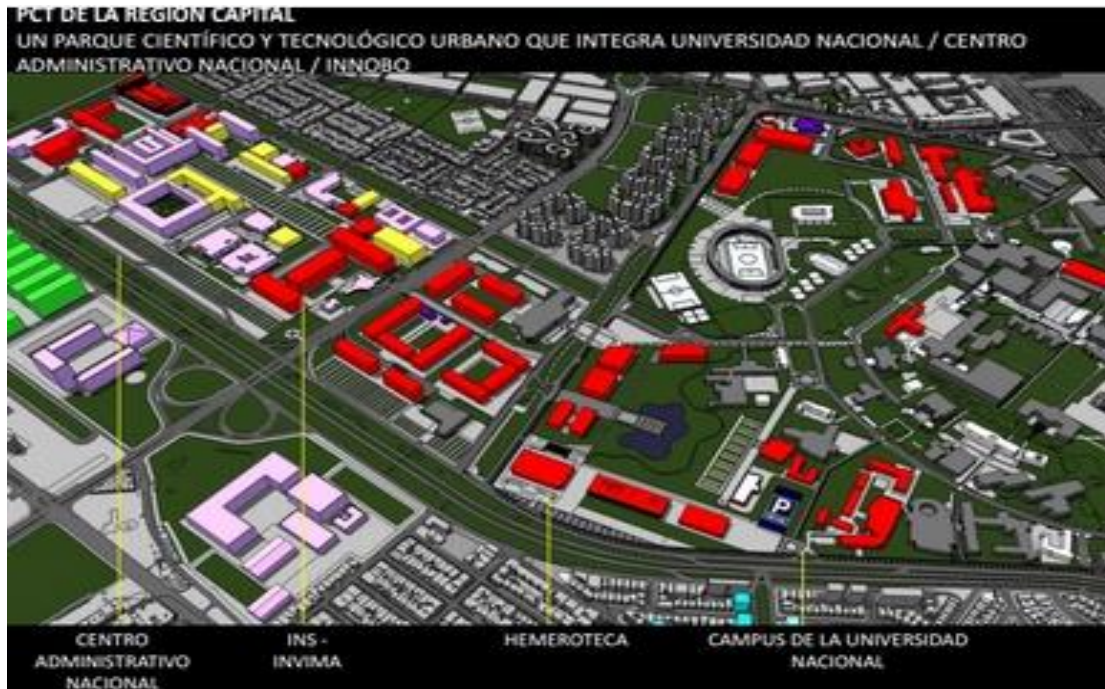 PCT DE LA REGIÓN CAPITAL
UN PARQUE CIENTÍFICO Y TECNOLÓGICO URBANO QUE INTEGRA UNIVERSIDAD NACIONAL / CENTRO
ADMINISTRATIVO NACIONAL / INNOBO
P
CENTRO
ADMINISTRATIVO
NACIONAL
INS -
INVIMA
HEMEROTECA
CAMPUS DE LA UNIVERSIDAD
NACIONAL